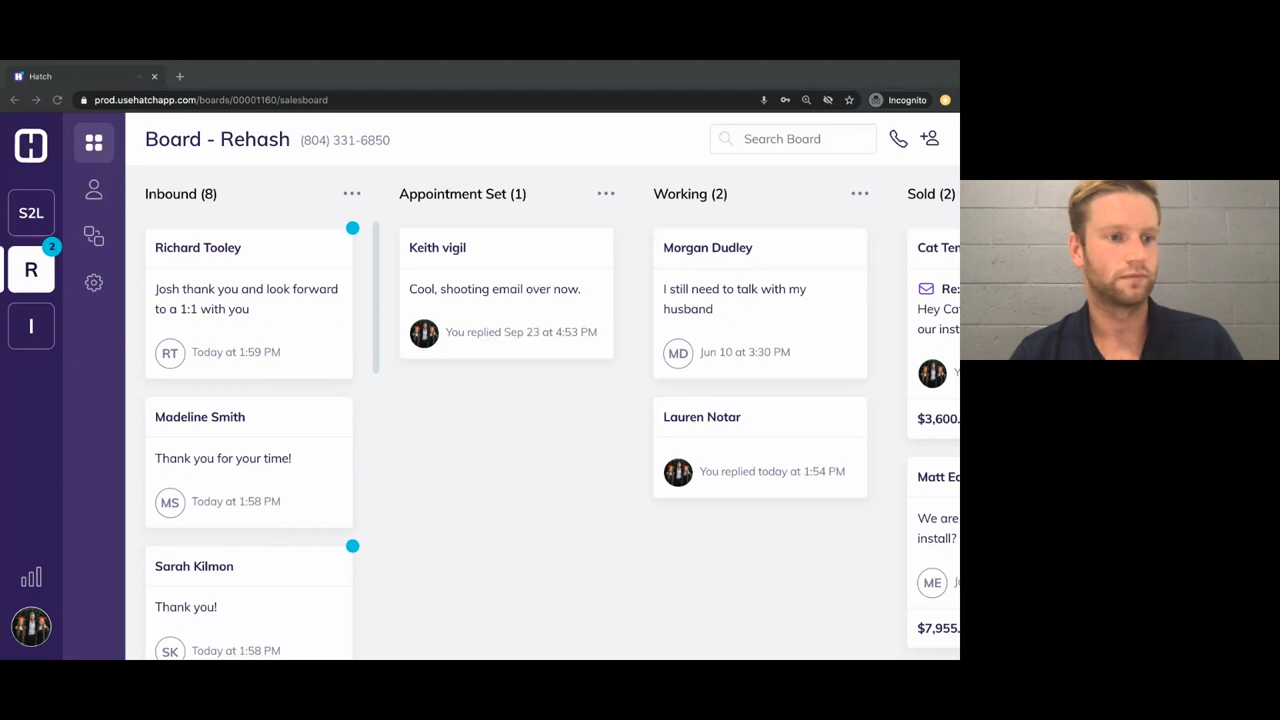 Hatch
prod.usehatchapp.com/boards/00001160/salesboard
Incognito
Board - Rehash (804) 331-6850
Search Board
S2L
2
R
I
Inbound (8)
Richard Tooley
Josh thank you and look forward
to a 1:1 with you
RT Today at 1:59 PM
Madeline Smith
Thank you for your time!
MS Today at 1:58 PM
Sarah Kilmon
Thank you!
SK Today at 1:58 PM
Appointment Set (1)
Keith vigil
Cool, shooting email over now.
You replied Sep 23 at 4:53 PM
Working (2)
Morgan Dudley
I still need to talk with my
husband
MD Jun 10 at 3:30 PM
Lauren Notar
You replied today at 1:54 PM
Sold (2)
Cat Ten
Re:
Hey Ca
our inst
$3,600.
Matt Ec
We are
install?
ME
$7,955.